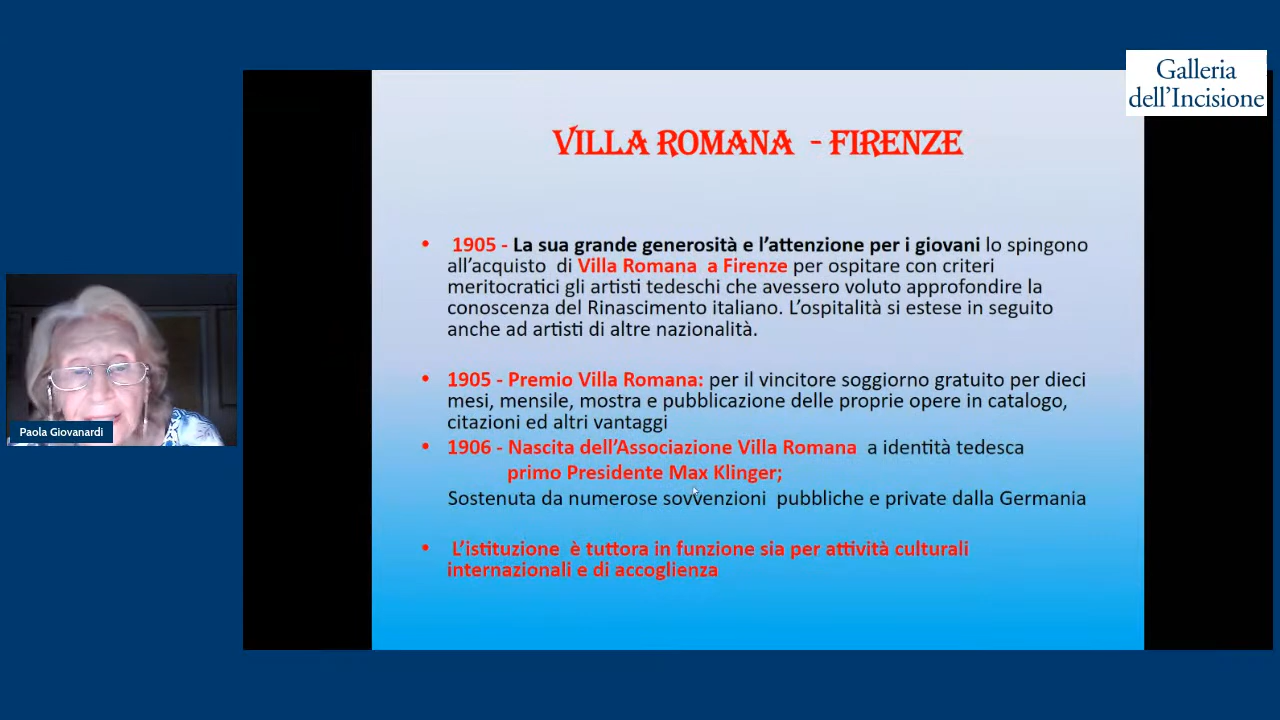 Galleria
dell'Incisione
VILLA ROMANA - FIRENZE
• 1905 - La sua grande generosità e l'attenzione per i giovani lo spingono
all'acquisto di Villa Romana a Firenze per ospitare con criteri
meritocratici gli artisti tedeschi che avessero voluto approfondire la
conoscenza del Rinascimento italiano. L'ospitalità si estese in seguito
anche ad artisti di altre nazionalità.
• 1905 - Premio Villa Romana: per il vincitore soggiorno gratuito per dieci
mesi, mensile, mostra e pubblicazione delle proprie opere in catalogo,
citazioni ed altri vantaggi
• 1906 - Nascita dell'Associazione Villa Romana a identità tedesca
primo Presidente Max Klinger;
Sostenuta da numerose sovvenzioni pubbliche e private dalla Germania
• L'istituzione è tuttora in funzione sia per attività culturali
internazionali e di accoglienza
Paola Giovanardi